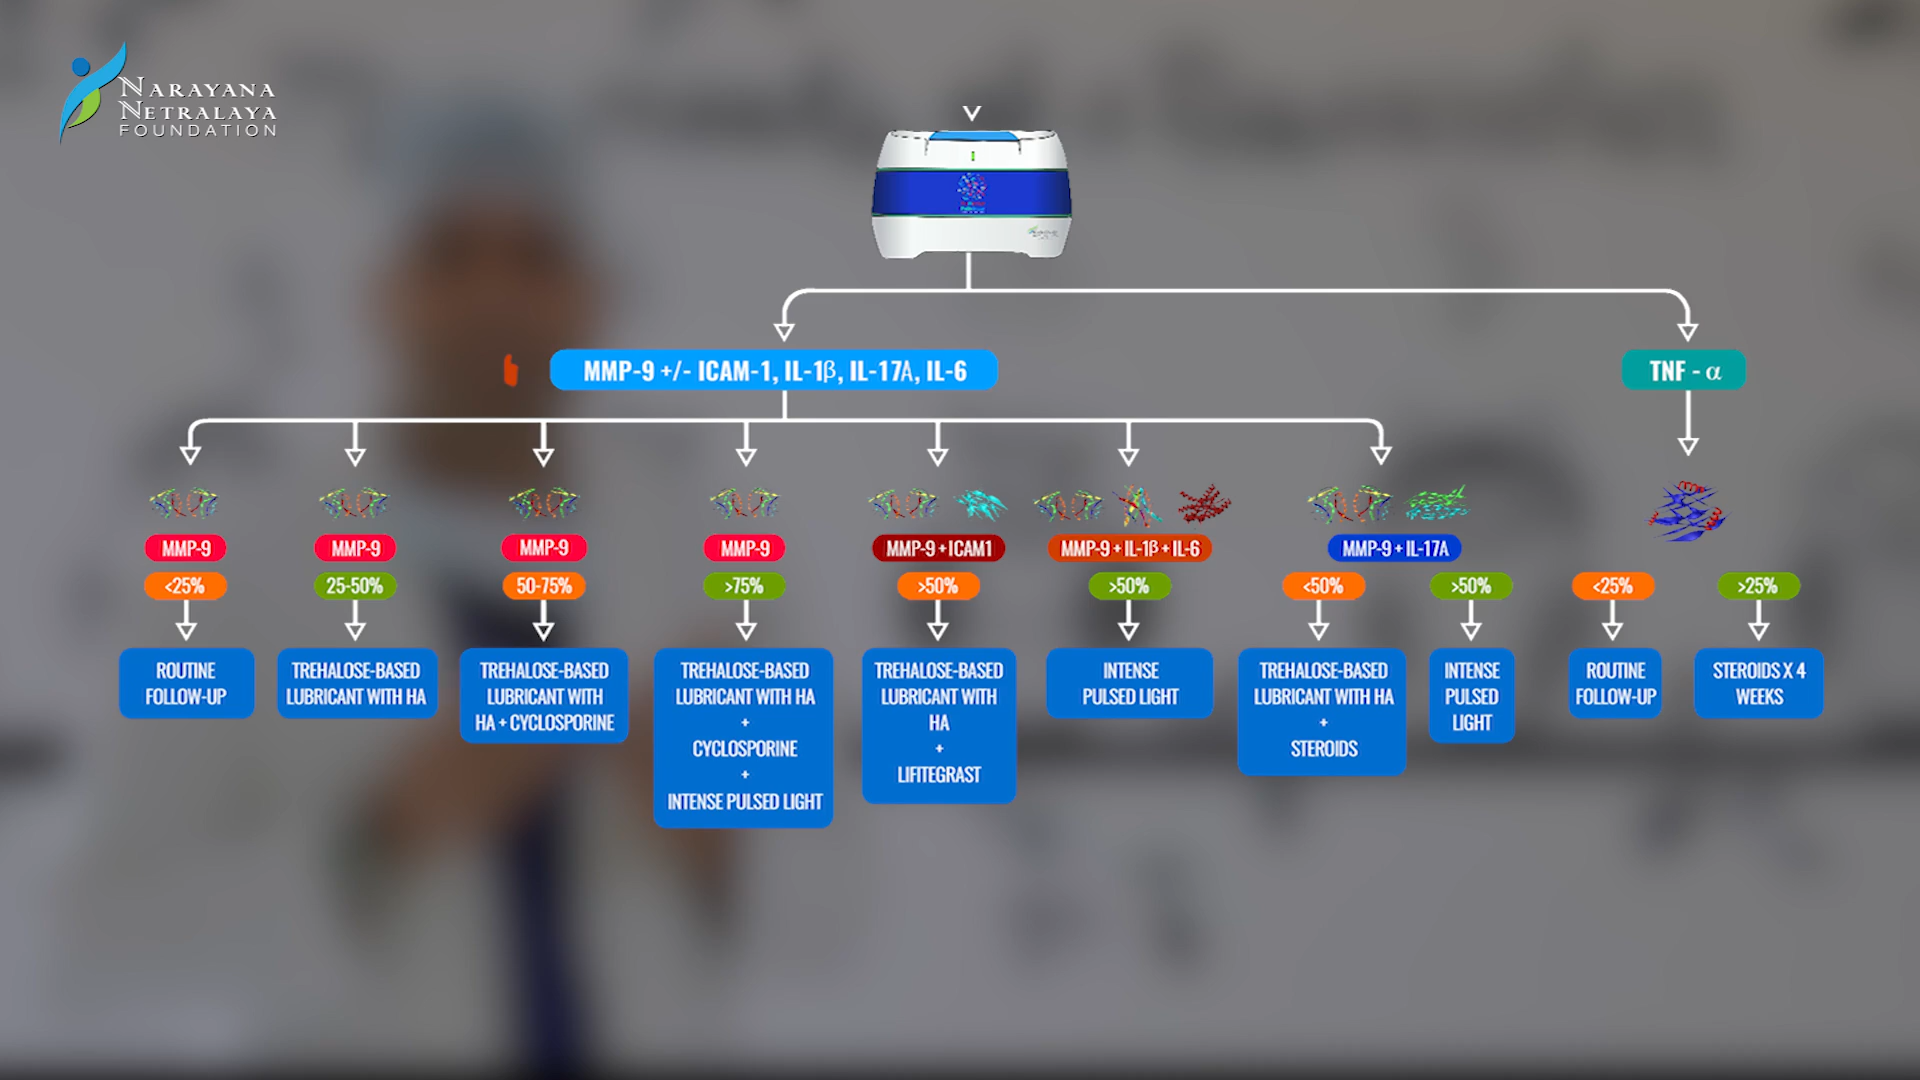 NARAYANA
NETRALAYA
FOUNDATION
MMP-9 +/- ICAM-1, IL-1β, IL-17A, IL-6
TNF - α
MMP-9
MMP-9
MMP-9
MMP-9
MMP-9 + ICAM1
MMP-9 + IL-1β + IL-6
MMP-9 + IL-17A
<25%
25-50%
50-75%
>75%
>50%
>50%
<50%
>50%
<25%
>25%
ROUTINE
FOLLOW-UP
TREHALOSE-BASED
LUBRICANT WITH HA
TREHALOSE-BASED
LUBRICANT WITH
HA + CYCLOSPORINE
TREHALOSE-BASED
LUBRICANT WITH HA
+
CYCLOSPORINE
+
INTENSE PULSED LIGHT
TREHALOSE-BASED
LUBRICANT WITH
HA
+
LIFITEGRAST
INTENSE
PULSED LIGHT
TREHALOSE-BASED
LUBRICANT WITH HA
+
STEROIDS
INTENSE
PULSED
LIGHT
ROUTINE
FOLLOW-UP
STEROIDS X 4
WEEKS